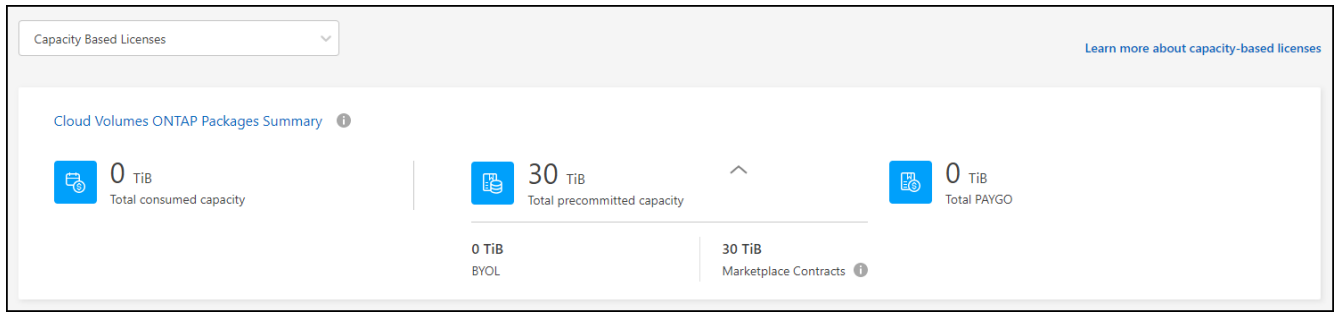 Capacity Based Licenses
Learn more about capacity-based licenses
Cloud Volumes ONTAP Packages Summary
0 TiB
Total consumed capacity
30 TiB
Total precommitted capacity
0 TiB
Total PAYGO
0 TiB
BYOL
30 TiB
Marketplace Contracts